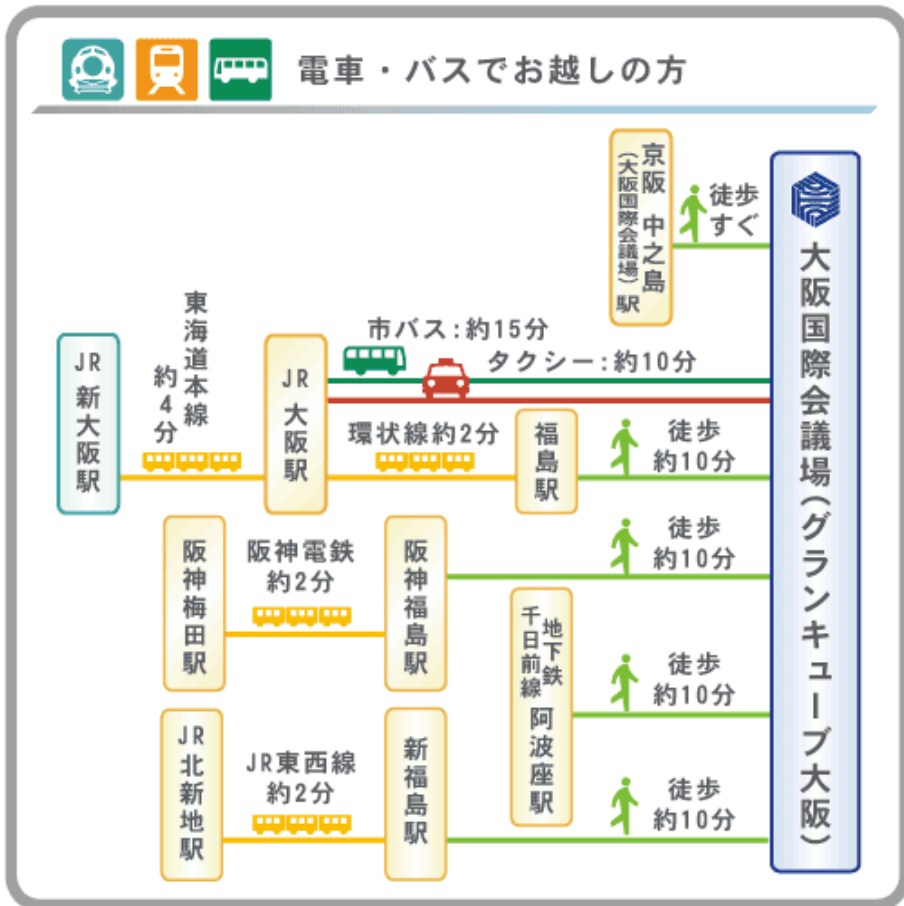 電車・バスでお越しの方
京阪 中之島
(大阪国際会議場)駅
徒歩
すぐ
大阪国際会議場(グランキューブ大阪)
JR 新大阪駅
東海道本線
約4分
JR 大阪駅
市バス:約15分
タクシー:約10分
環状線約2分
福島駅
徒歩
約10分
阪神梅田駅
阪神電鉄
約2分
阪神福島駅
徒歩
約10分
地下鉄
千日前線
阿波座駅
徒歩
約10分
JR 北新地駅
JR東西線
約2分
新福島駅
徒歩
約10分